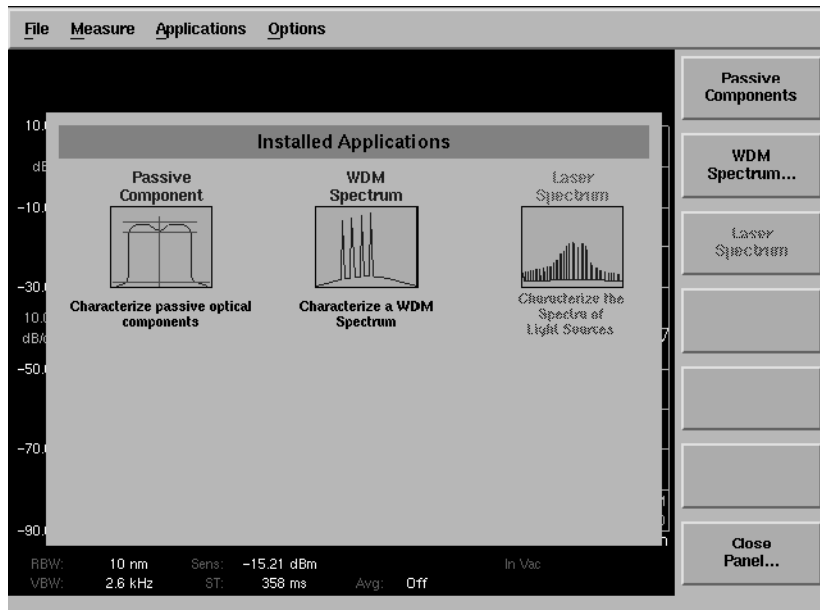 File Measure Applications Options
Installed Applications
Passive
Component
Characterize passive optical
components
WDM
Spectrum
Characterize a WDM
Spectrum
Laser
Spectrum
Characterize the
Spectra of
Light Sources
-10.
-30.
10.
dB/
-50.
-70.
-90.
RBW: 10 nm Sens: -15.21 dBm In Vac
VBW: 2.6 kHz ST: 358 ms Avg: Off
Passive
Components
WDM
Spectrum...
Laser
Spectrum
Close
Panel...